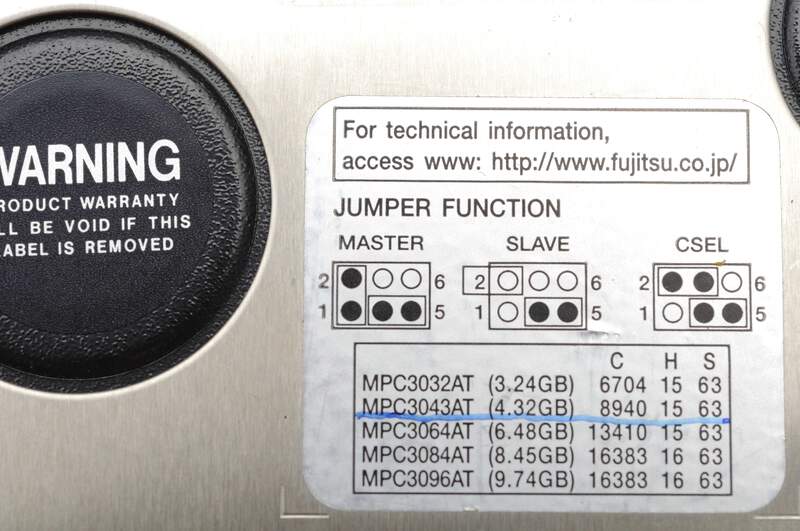 WARNING
RODUCT WARRANTY
LL BE VOID IF THIS
ABEL IS REMOVED
For technical information,
access www: http://www.fujitsu.co.jp/
JUMPER FUNCTION
MASTER SLAVE CSEL
2 6 2 6 2 6
1 5 1 5 1 5
C H S
MPC3032AT (3.24GB) 6704 15 63
MPC3043AT (4.32GB) 8940 15 63
MPC3064AT (6.48GB) 13410 15 63
MPC3084AT (8.45GB) 16383 16 63
MPC3096AT (9.74GB) 16383 16 63